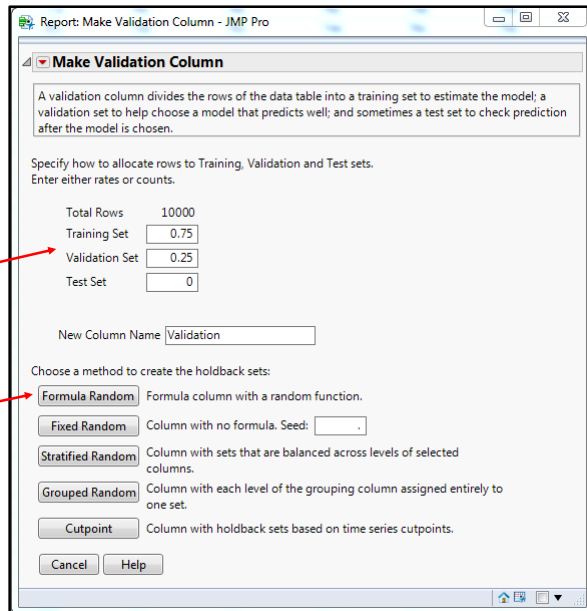 Report: Make Validation Column - JMP Pro
Make Validation Column
A validation column divides the rows of the data table into a training set to estimate the model; a
validation set to help choose a model that predicts well; and sometimes a test set to check prediction
after the model is chosen.
Specify how to allocate rows to Training, Validation and Test sets.
Enter either rates or counts.
Total Rows 10000
Training Set 0.75
Validation Set 0.25
Test Set 0
New Column Name Validation
Choose a method to create the holdback sets:
Formula Random Formula column with a random function.
Fixed Random Column with no formula. Seed: .
Stratified Random Column with sets that are balanced across levels of selected
columns.
Grouped Random Column with each level of the grouping column assigned entirely to
one set.
Cutpoint Column with holdback sets based on time series cutpoints.
Cancel Help